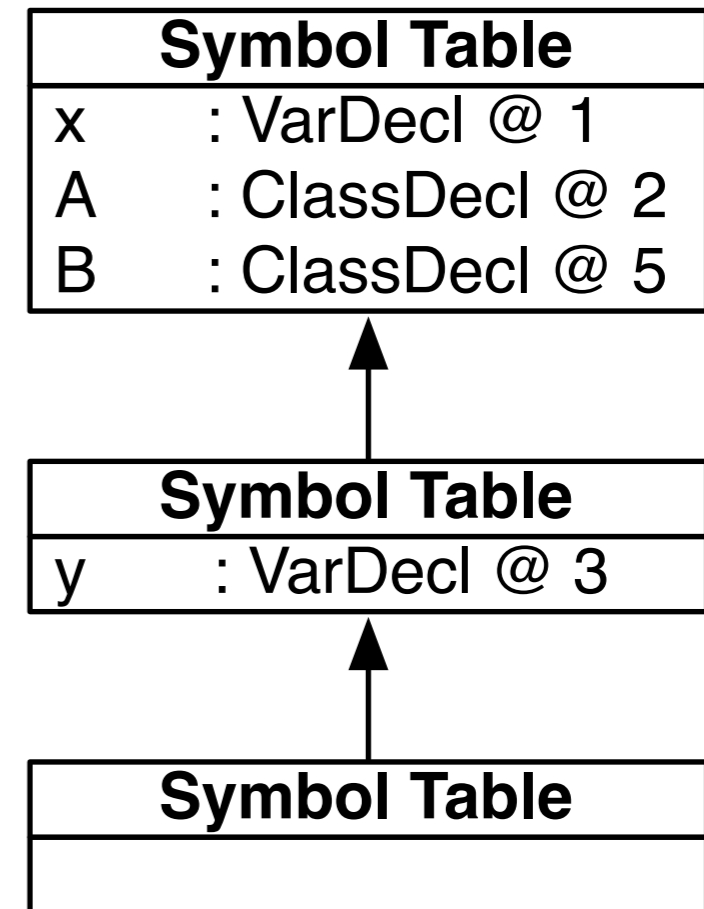 Symbol Table
x : VarDecl @ 1
A : ClassDecl @ 2
B : ClassDecl @ 5
Symbol Table
y : VarDecl @ 3
Symbol Table